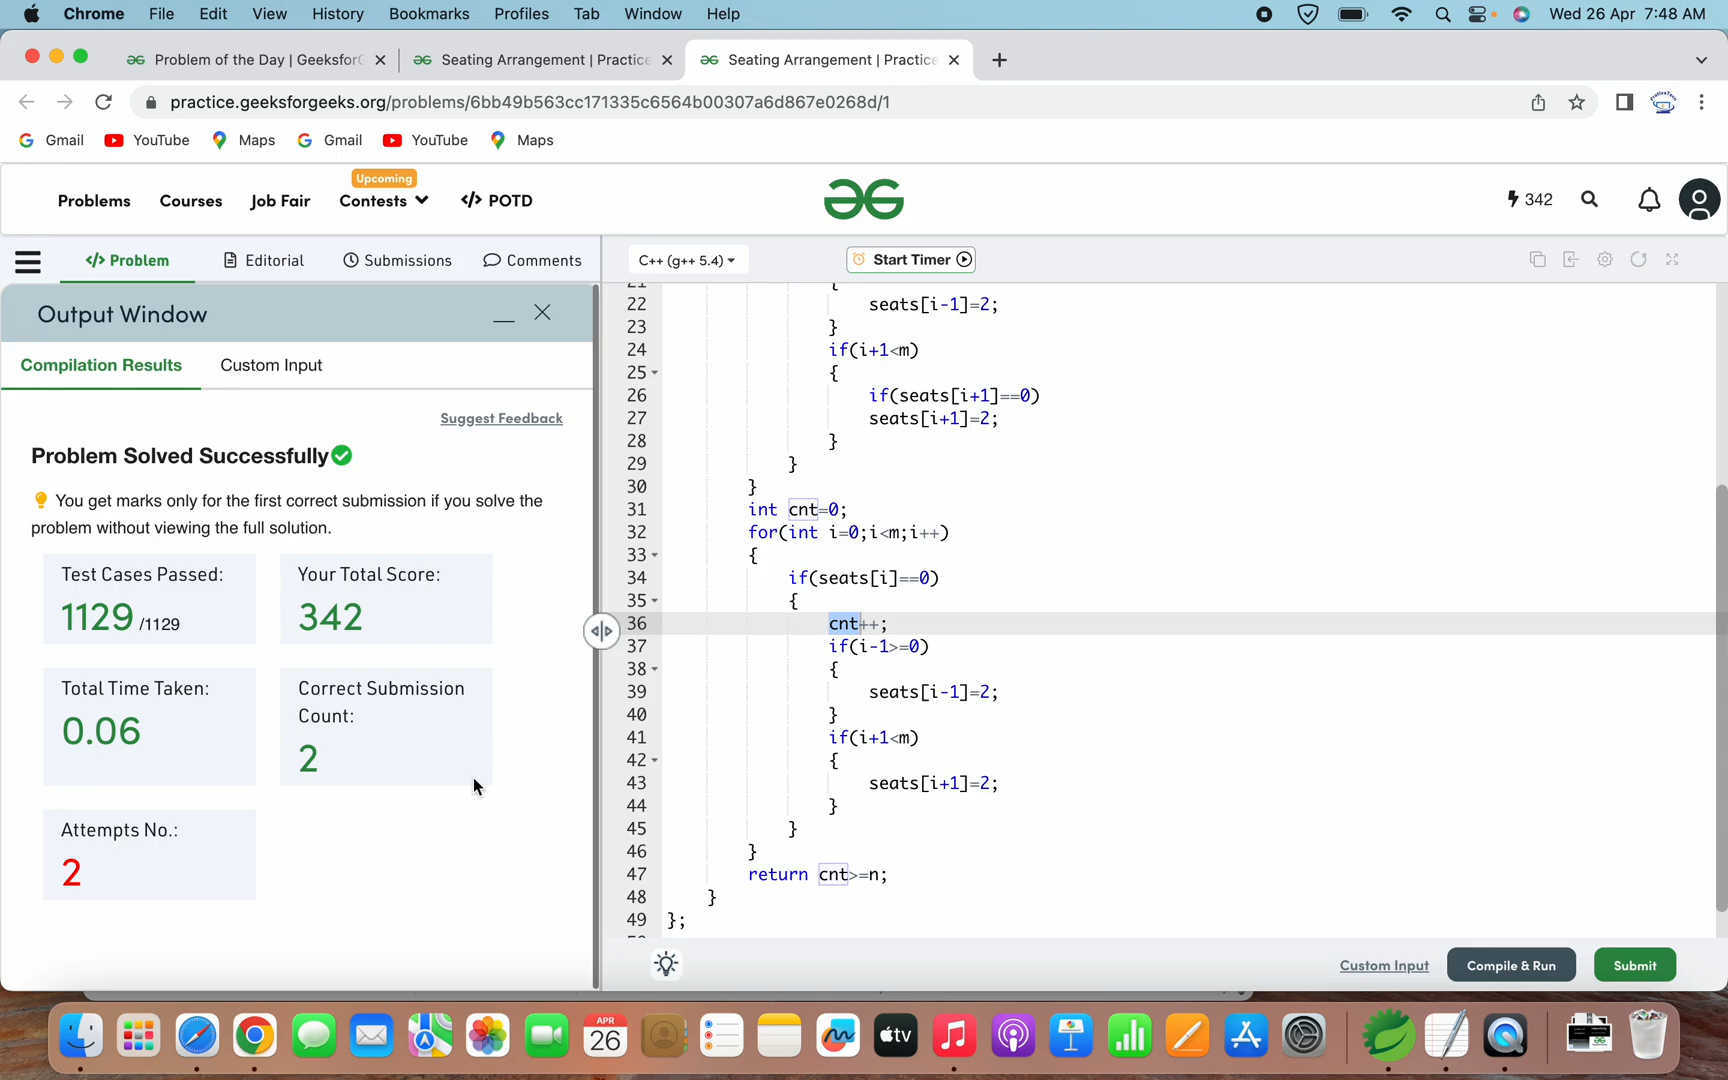 Chrome File Edit View History Bookmarks Profiles Tab Window Help Wed 26 Apr 7:48 AM
Problem of the Day | GeeksforG Seating Arrangement | Practice Seating Arrangement | Practice
practice.geeksforgeeks.org/problems/6bb49b563cc171335c6564b00307a6d867e0268d/1
Gmail YouTube Maps Gmail YouTube Maps
Upcoming
Problems Courses Job Fair Contests </> POTD 342
</> Problem Editorial Submissions Comments C++ (g++ 5.4) Start Timer
Output Window
Compilation Results Custom Input
Suggest Feedback
Problem Solved Successfully
You get marks only for the first correct submission if you solve the
problem without viewing the full solution.
Test Cases Passed:
1129 /1129
Your Total Score:
342
Total Time Taken:
0.06
Correct Submission
Count:
2
Attempts No.:
2
22 seats[i-1]=2;
23 }
24 if(i+1<m)
25 {
26 if(seats[i+1]==0)
27 seats[i+1]=2;
28 }
29 }
30 }
31 int cnt=0;
32 for(int i=0;i<m;i++)
33 {
34 if(seats[i]==0)
35 {
36 cnt++;
37 if(i-1>=0)
38 {
39 seats[i-1]=2;
40 }
41 if(i+1<m)
42 {
43 seats[i+1]=2;
44 }
45 }
46 }
47 return cnt>=n;
48 }
49 };
Custom Input Compile & Run Submit
APR
26
tv